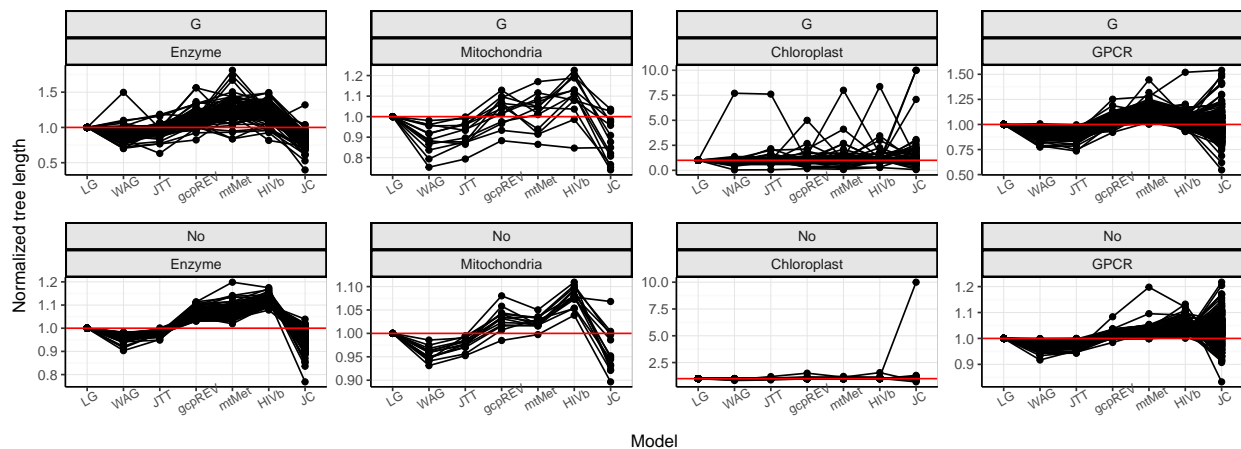 G G G G
Enzyme Mitochondria Chloroplast GPCR
1.5
1.0
0.5
1.2
1.1
1.0
0.9
0.8
10.0
7.5
5.0
2.5
0.0
1.50
1.25
1.00
0.75
0.50
LG WAG JTT gcpREV mtMet HIVb JC
LG WAG JTT gcpREV mtMet HIVb JC
LG WAG JTT gcpREV mtMet HIVb JC
LG WAG JTT gcpREV mtMet HIVb JC
Normalized tree length
No No No No
Enzyme Mitochondria Chloroplast GPCR
1.2
1.1
1.0
0.9
0.8
1.10
1.05
1.00
0.95
0.90
10.0
7.5
5.0
2.5
1.2
1.1
1.0
0.9
LG WAG JTT gcpREV mtMet HIVb JC
LG WAG JTT gcpREV mtMet HIVb JC
LG WAG JTT gcpREV mtMet HIVb JC
LG WAG JTT gcpREV mtMet HIVb JC
Model